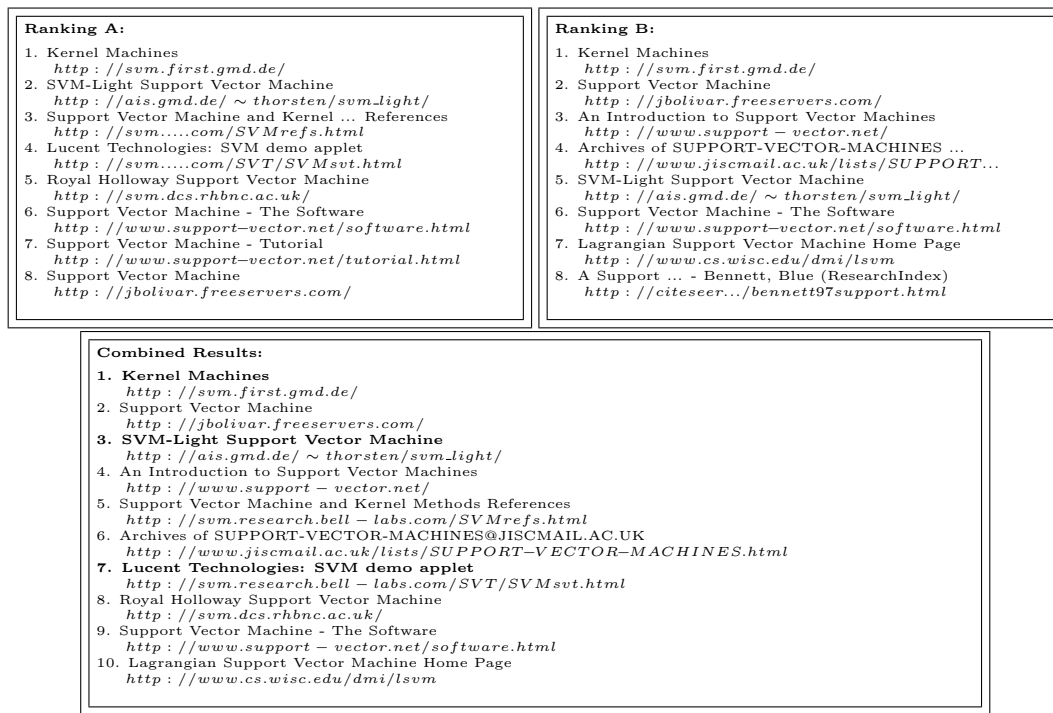 Ranking A:
1. Kernel Machines
http : //svm.first.gmd.de/
2. SVM-Light Support Vector Machine
http : //ais.gmd.de/ ∼ thorsten/svm_light/
3. Support Vector Machine and Kernel ... References
http : //svm.....com/SVMrefs.html
4. Lucent Technologies: SVM demo applet
http : //svm.....com/SVT/SVMsvt.html
5. Royal Holloway Support Vector Machine
http : //svm.dcs.rhbnc.ac.uk/
6. Support Vector Machine - The Software
http : //www.support−vector.net/software.html
7. Support Vector Machine - Tutorial
http : //www.support−vector.net/tutorial.html
8. Support Vector Machine
http : //jbolivar.freeservers.com/
Ranking B:
1. Kernel Machines
http : //svm.first.gmd.de/
2. Support Vector Machine
http : //jbolivar.freeservers.com/
3. An Introduction to Support Vector Machines
http : //www.support − vector.net/
4. Archives of SUPPORT-VECTOR-MACHINES ...
http : //www.jiscmail.ac.uk/lists/SUPPORT...
5. SVM-Light Support Vector Machine
http : //ais.gmd.de/ ∼ thorsten/svm_light/
6. Support Vector Machine - The Software
http : //www.support−vector.net/software.html
7. Lagrangian Support Vector Machine Home Page
http : //www.cs.wisc.edu/dmi/lsvm
8. A Support ... - Bennett, Blue (ResearchIndex)
http : //citeseer.../bennett97support.html
Combined Results:
1. Kernel Machines
http : //svm.first.gmd.de/
2. Support Vector Machine
http : //jbolivar.freeservers.com/
3. SVM-Light Support Vector Machine
http : //ais.gmd.de/ ∼ thorsten/svm_light/
4. An Introduction to Support Vector Machines
http : //www.support − vector.net/
5. Support Vector Machine and Kernel Methods References
http : //svm.research.bell − labs.com/SVMrefs.html
6. Archives of SUPPORT-VECTOR-MACHINES@JISCMAIL.AC.UK
http : //www.jiscmail.ac.uk/lists/SUPPORT−VECTOR−MACHINES.html
7. Lucent Technologies: SVM demo applet
http : //svm.research.bell − labs.com/SVT/SVMsvt.html
8. Royal Holloway Support Vector Machine
http : //svm.dcs.rhbnc.ac.uk/
9. Support Vector Machine - The Software
http : //www.support − vector.net/software.html
10. Lagrangian Support Vector Machine Home Page
http : //www.cs.wisc.edu/dmi/lsvm